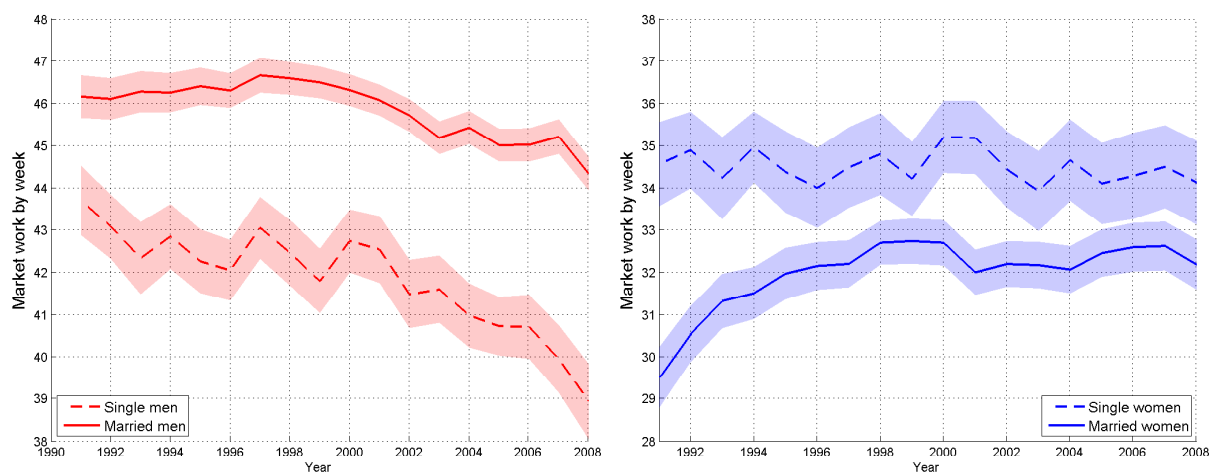 48
47
46
45
44
43
42
41
40
39
38
Market work by week
1990 1992 1994 1996 1998 2000 2002 2004 2006 2008
Year
Single men
Married men
37
36
35
34
33
32
31
30
29
28
Market work by week
1992 1994 1996 1998 2000 2002 2004 2006 2008
Year
Single women
Married women